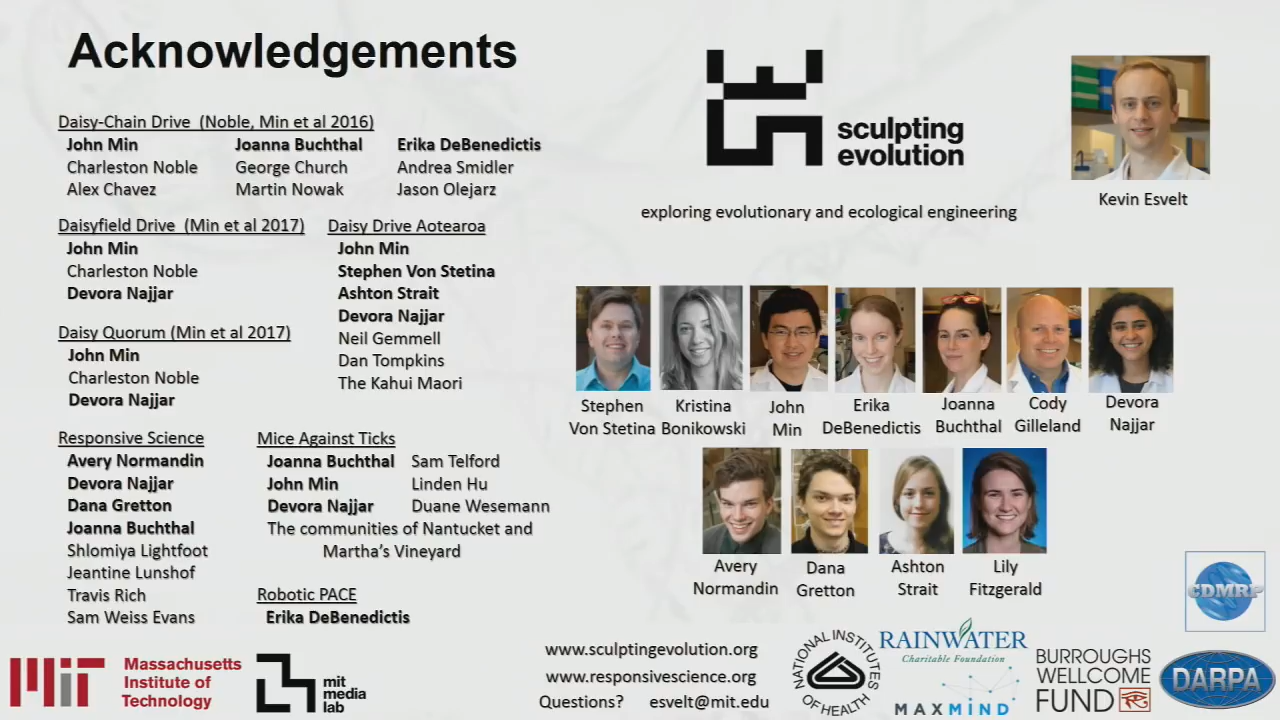 Acknowledgements
Daisy-Chain Drive (Noble, Min et al 2016)
John Min Joanna Buchthal Erika DeBenedictis
Charleston Noble George Church Andrea Smidler
Alex Chavez Martin Nowak Jason Olejarz
Daisyfield Drive (Min et al 2017)
John Min
Charleston Noble
Devora Najjar
Daisy Drive Aotearoa
John Min
Stephen Von Stetina
Ashton Strait
Devora Najjar
Neil Gemmell
Dan Tompkins
The Kahui Maori
Daisy Quorum (Min et al 2017)
John Min
Charleston Noble
Devora Najjar
Responsive Science
Avery Normandin
Devora Najjar
Dana Gretton
Joanna Buchthal
Shlomiya Lightfoot
Jeantine Lunshof
Travis Rich
Sam Weiss Evans
Mice Against Ticks
Joanna Buchthal Sam Telford
John Min Linden Hu
Devora Najjar Duane Wesemann
The communities of Nantucket and
Martha's Vineyard
Robotic PACE
Erika DeBenedictis
sculpting
evolution
exploring evolutionary and ecological engineering
Kevin Esvelt
Stephen
Von Stetina
Kristina
Bonikowski
John
Min
Erika
DeBenedictis
Joanna
Buchthal
Cody
Gilleland
Devora
Najjar
Avery
Normandin
Dana
Gretton
Ashton
Strait
Lily
Fitzgerald
CDMRP
MIT
Massachusetts
Institute of
Technology
mit
media
lab
www.sculptingevolution.org
www.responsivescience.org
Questions? esvelt@mit.edu
NATIONAL INSTITUTES
OF HEALTH
RAINWATER
Charitable Foundation
MAXMIND
BURROUGHS
WELLCOME
FUND
DARPA